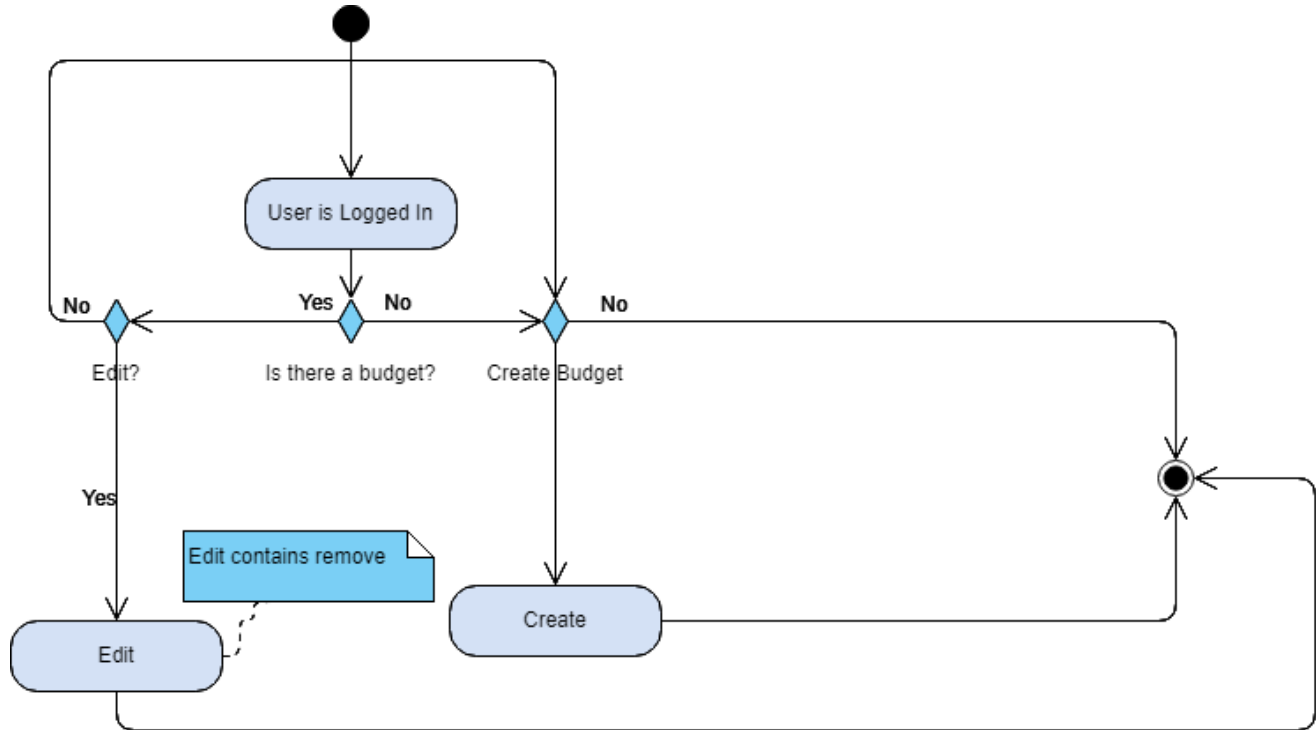 User is Logged In
No
Yes
No
No
Edit?
Is there a budget?
Create Budget
Yes
Edit contains remove
Create
Edit